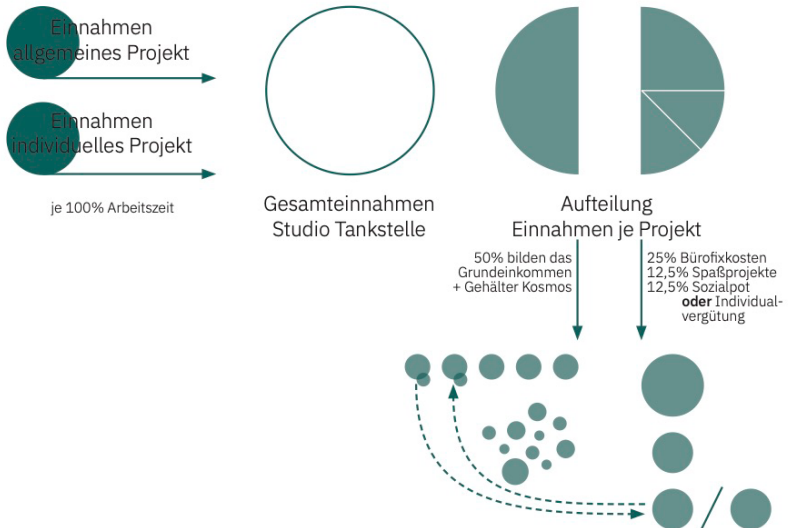 Einnahmen
allgemeines Projekt
Einnahmen
individuelles Projekt
je 100% Arbeitszeit
Gesamteinnahmen
Studio Tankstelle
Aufteilung
Einnahmen je Projekt
50% bilden das
Grundeinkommen
+ Gehälter Kosmos
25% Bürofixkosten
12,5% Spaßprojekte
12,5% Sozialpot
oder Individual-
vergütung